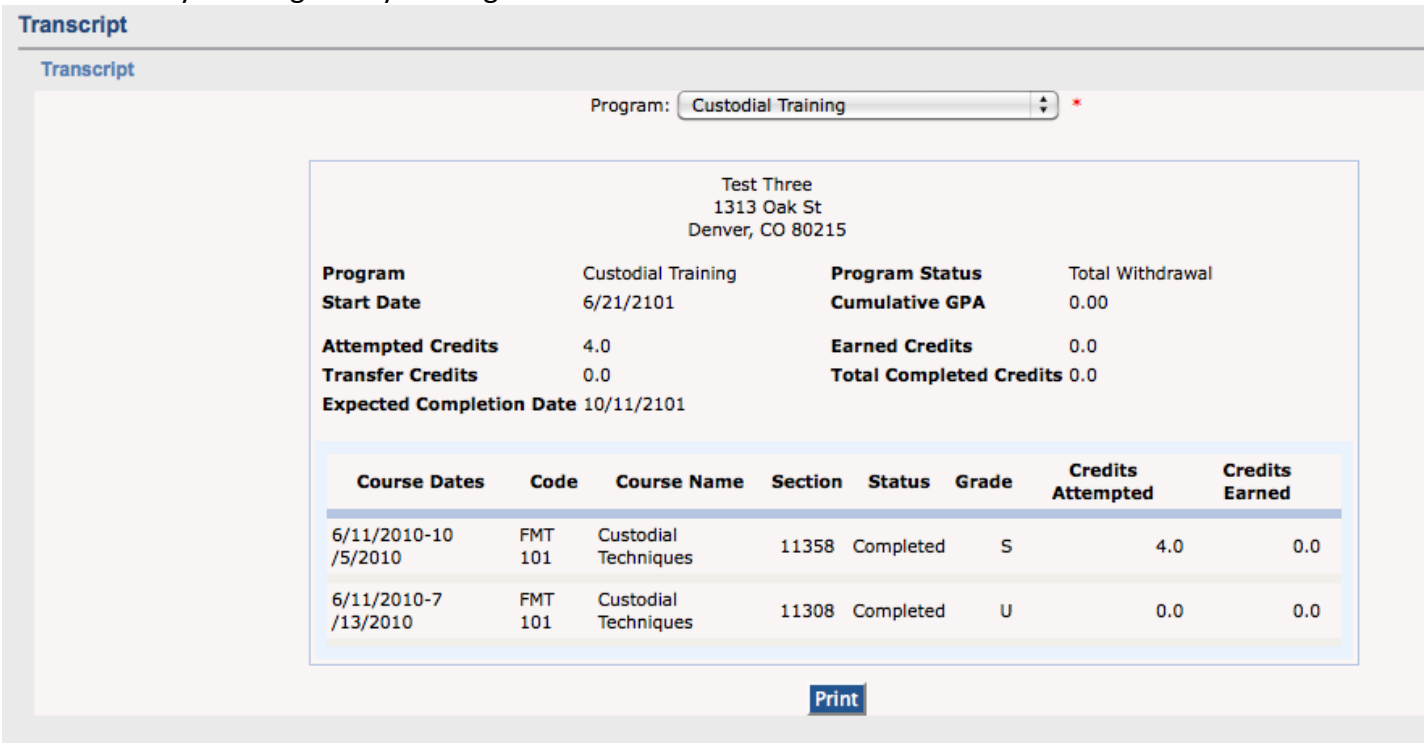 Transcript
Transcript
Program: Custodial Training *
Test Three
1313 Oak St
Denver, CO 80215
Program Custodial Training Program Status Total Withdrawal
Start Date 6/21/2101 Cumulative GPA 0.00
Attempted Credits 4.0 Earned Credits 0.0
Transfer Credits 0.0 Total Completed Credits 0.0
Expected Completion Date 10/11/2101
Course Dates Code Course Name Section Status Grade Credits Attempted Credits Earned
6/11/2010-10 FMT Custodial
/5/2010 101 Techniques 11358 Completed S 4.0 0.0
6/11/2010-7 FMT Custodial
/13/2010 101 Techniques 11308 Completed U 0.0 0.0
Print